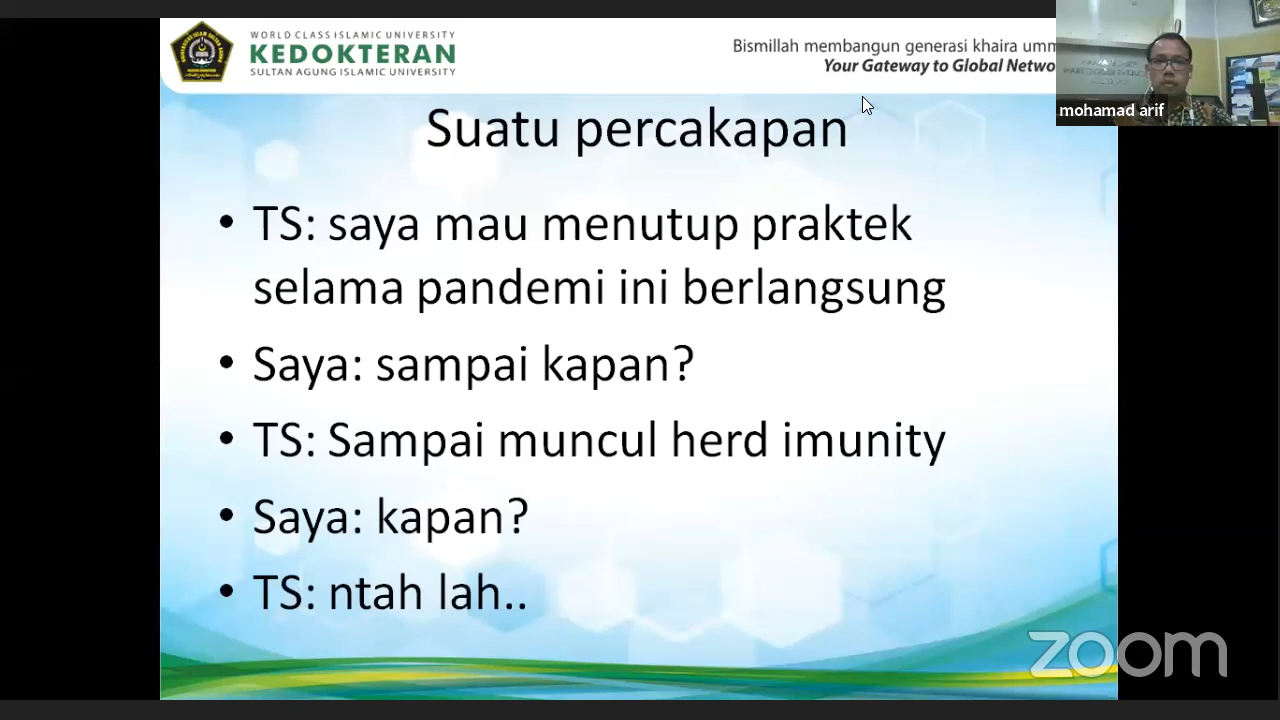 WORLD CLASS ISLAMIC UNIVERSITY
KEDOKTERAN
SULTAN AGUNG ISLAMIC UNIVERSITY
Bismillah membangun generasi khaira
Your Gateway to Global
mohamad arif
Suatu percakapan
• TS: saya mau menutup praktek
selama pandemi ini berlangsung
• Saya: sampai kapan?
• TS: Sampai muncul herd imunity
• Saya: kapan?
• TS: ntah lah..
zoom